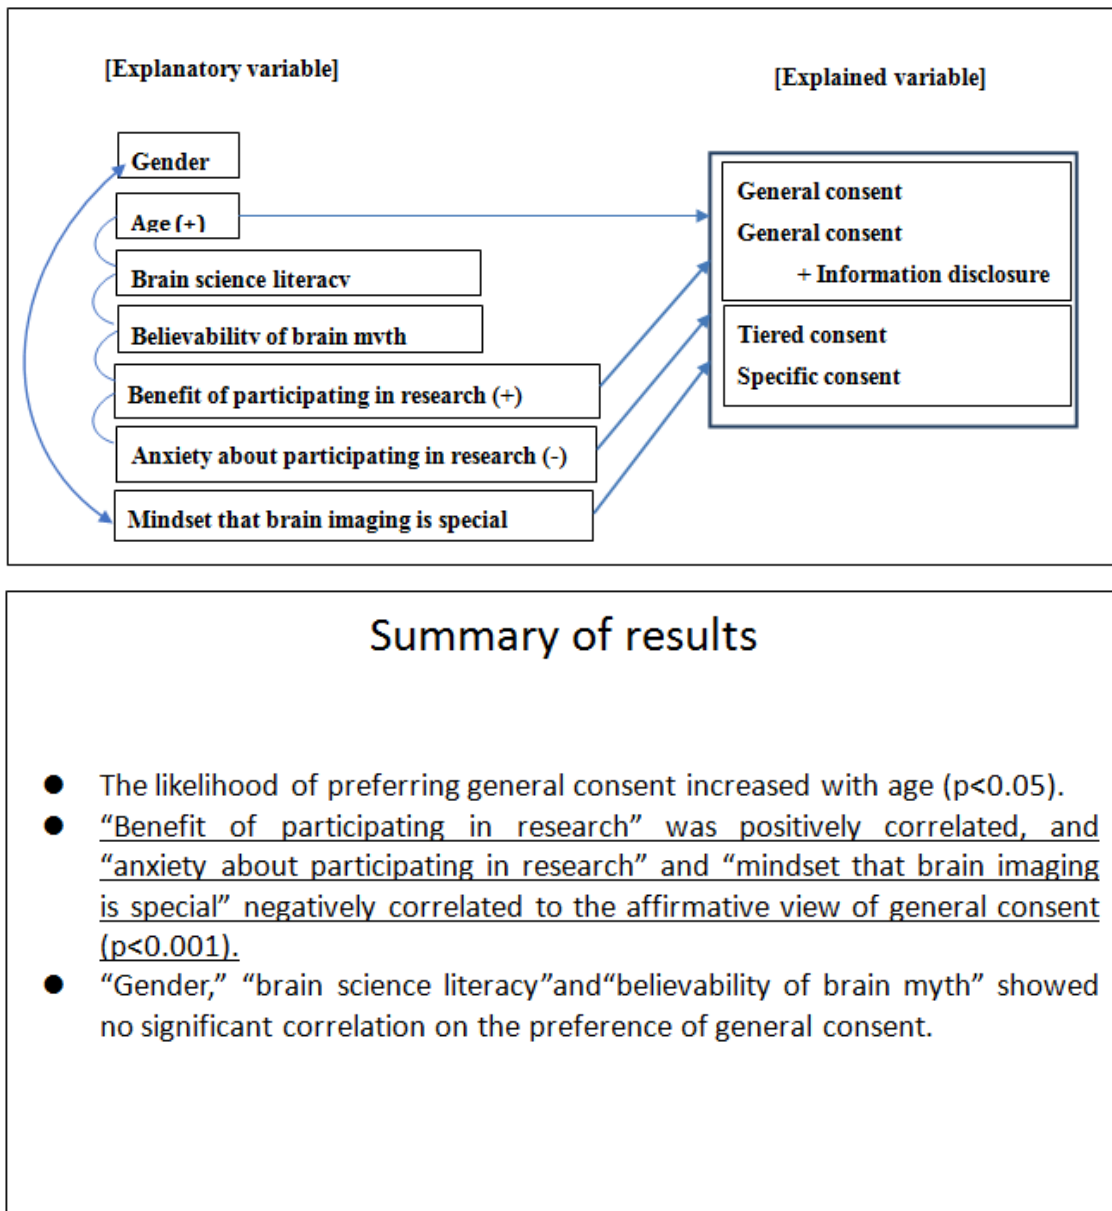 [Explanatory variable]
[Explained variable]
Gender
Age (+)
Brain science literacy
Believability of brain myth
Benefit of participating in research (+)
Anxiety about participating in research (-)
Mindset that brain imaging is special
General consent
General consent
+ Information disclosure
Tiered consent
Specific consent
Summary of results
● The likelihood of preferring general consent increased with age (p<0.05).
● “Benefit of participating in research” was positively correlated, and
“anxiety about participating in research” and “mindset that brain imaging
is special” negatively correlated to the affirmative view of general consent
(p<0.001).
● “Gender,” “brain science literacy”and“believability of brain myth” showed
no significant correlation on the preference of general consent.